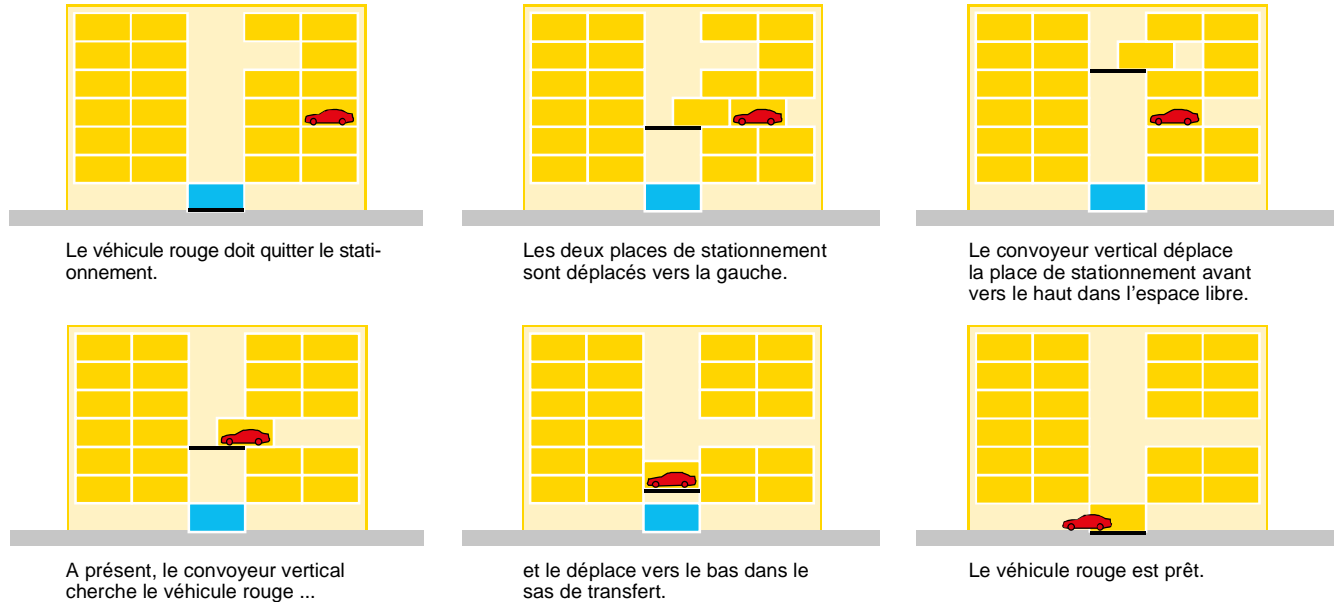 Le véhicule rouge doit quitter le stati-
onnement.
Les deux places de stationnement
sont déplacés vers la gauche.
Le convoyeur vertical déplace
la place de stationnement avant
vers le haut dans l’espace libre.
A présent, le convoyeur vertical
cherche le véhicule rouge ...
et le déplace vers le bas dans le
sas de transfert.
Le véhicule rouge est prêt.